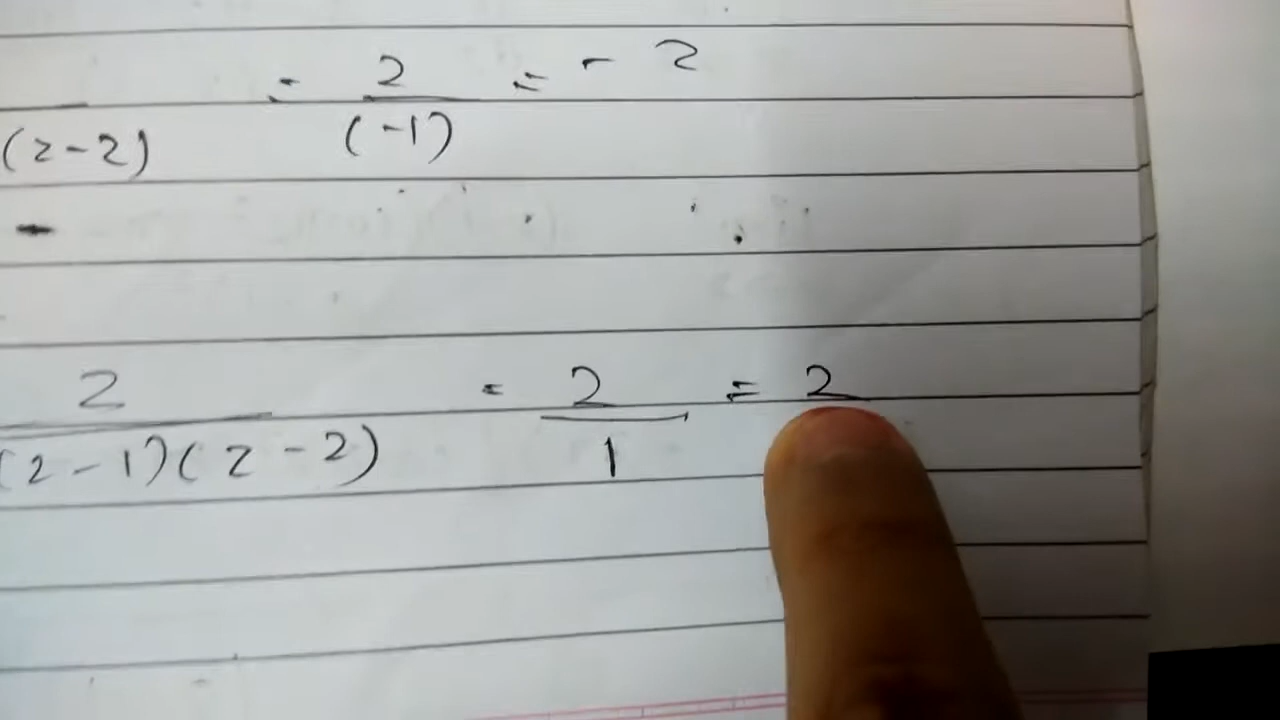 2
= — = - 2
(z-2) (-1)
2 2
— = — = 2
(z-1)(z-2) 1